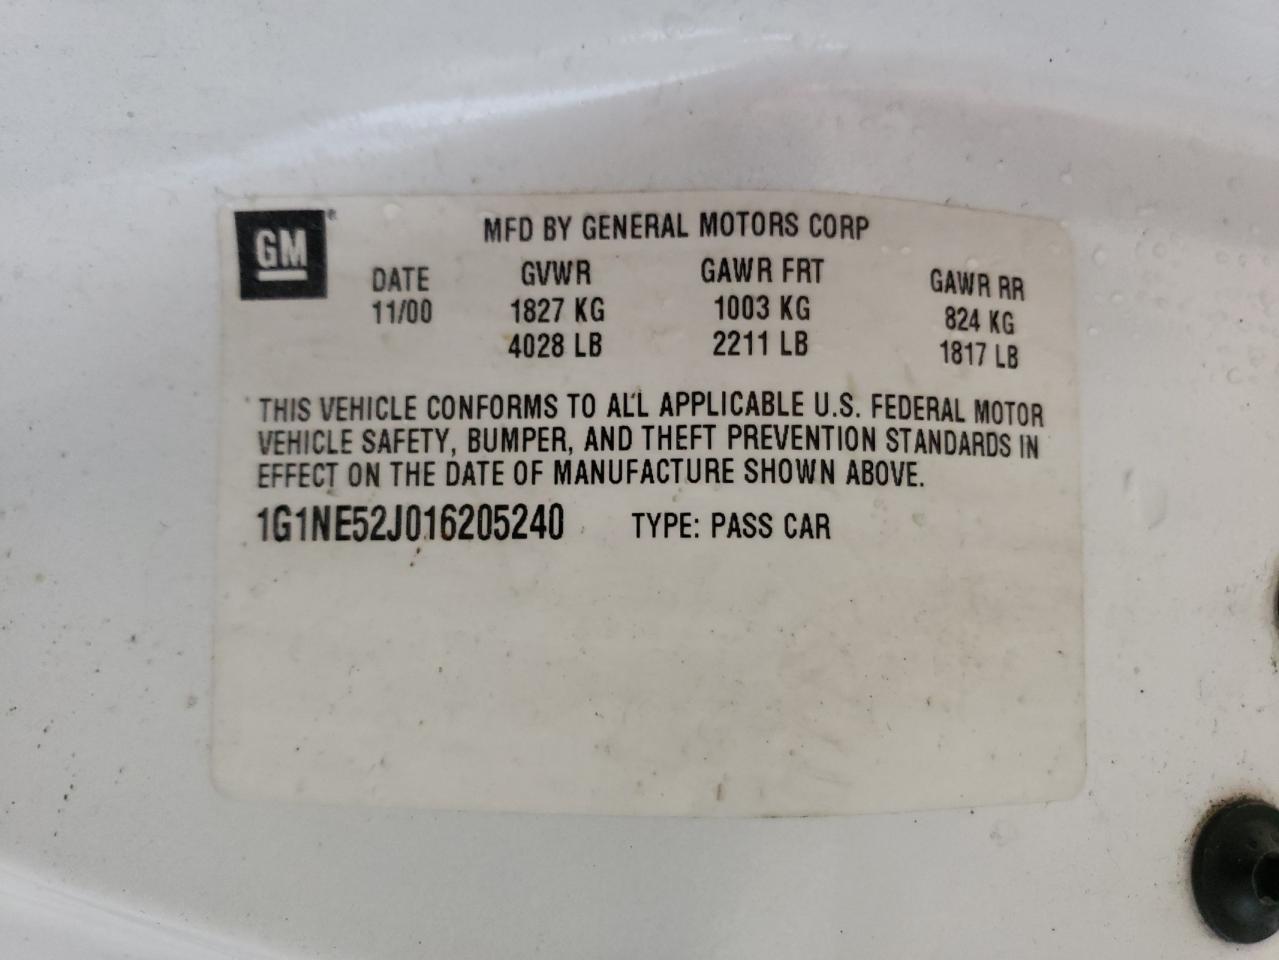 GM®
MFD BY GENERAL MOTORS CORP
DATE GVWR GAWR FRT GAWR RR
11/00 1827 KG 1003 KG 824 KG
4028 LB 2211 LB 1817 LB
THIS VEHICLE CONFORMS TO ALL APPLICABLE U.S. FEDERAL MOTOR
VEHICLE SAFETY, BUMPER, AND THEFT PREVENTION STANDARDS IN
EFFECT ON THE DATE OF MANUFACTURE SHOWN ABOVE.
1G1NE52J016205240 TYPE: PASS CAR